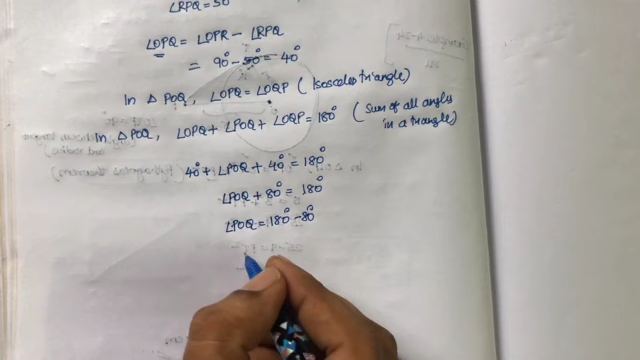 ∠RPQ = 50°
∠OPQ = ∠OPR − ∠RPQ
= 90° − 50° = 40°
In △ POQ, ∠OPQ = ∠OQP (Isosceles triangle)
In △ POQ, ∠OPQ + ∠POQ + ∠OQP = 180° (Sum of all angles
in a triangle)
40° + ∠POQ + 40° = 180°
∠POQ + 80° = 180°
∠POQ = 180° − 80°